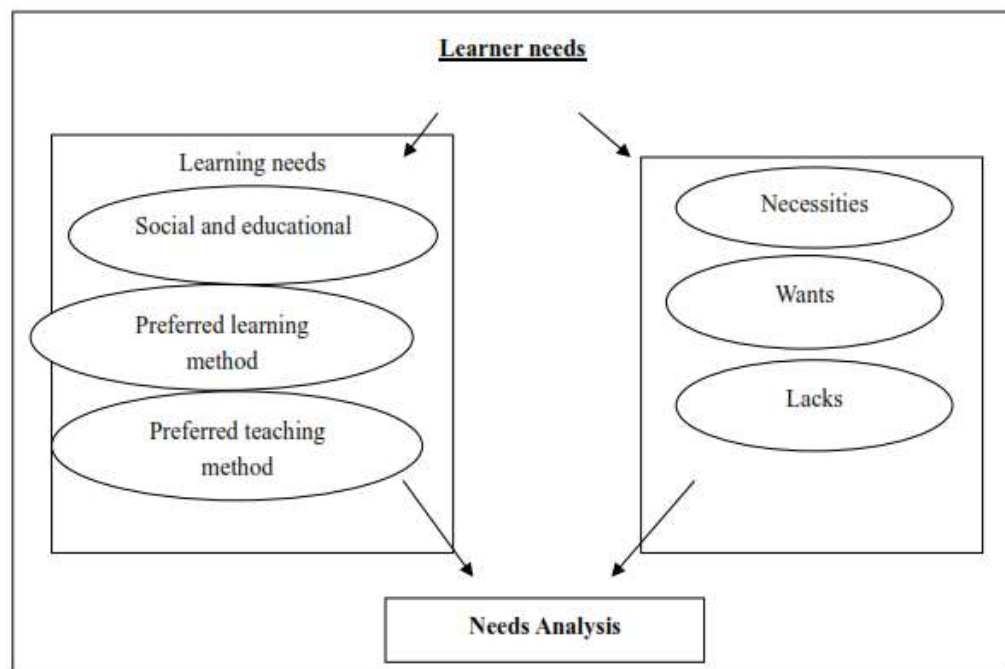 Learner needs
Learning needs
Social and educational
Preferred learning
method
Preferred teaching
method
Necessities
Wants
Lacks
Needs Analysis